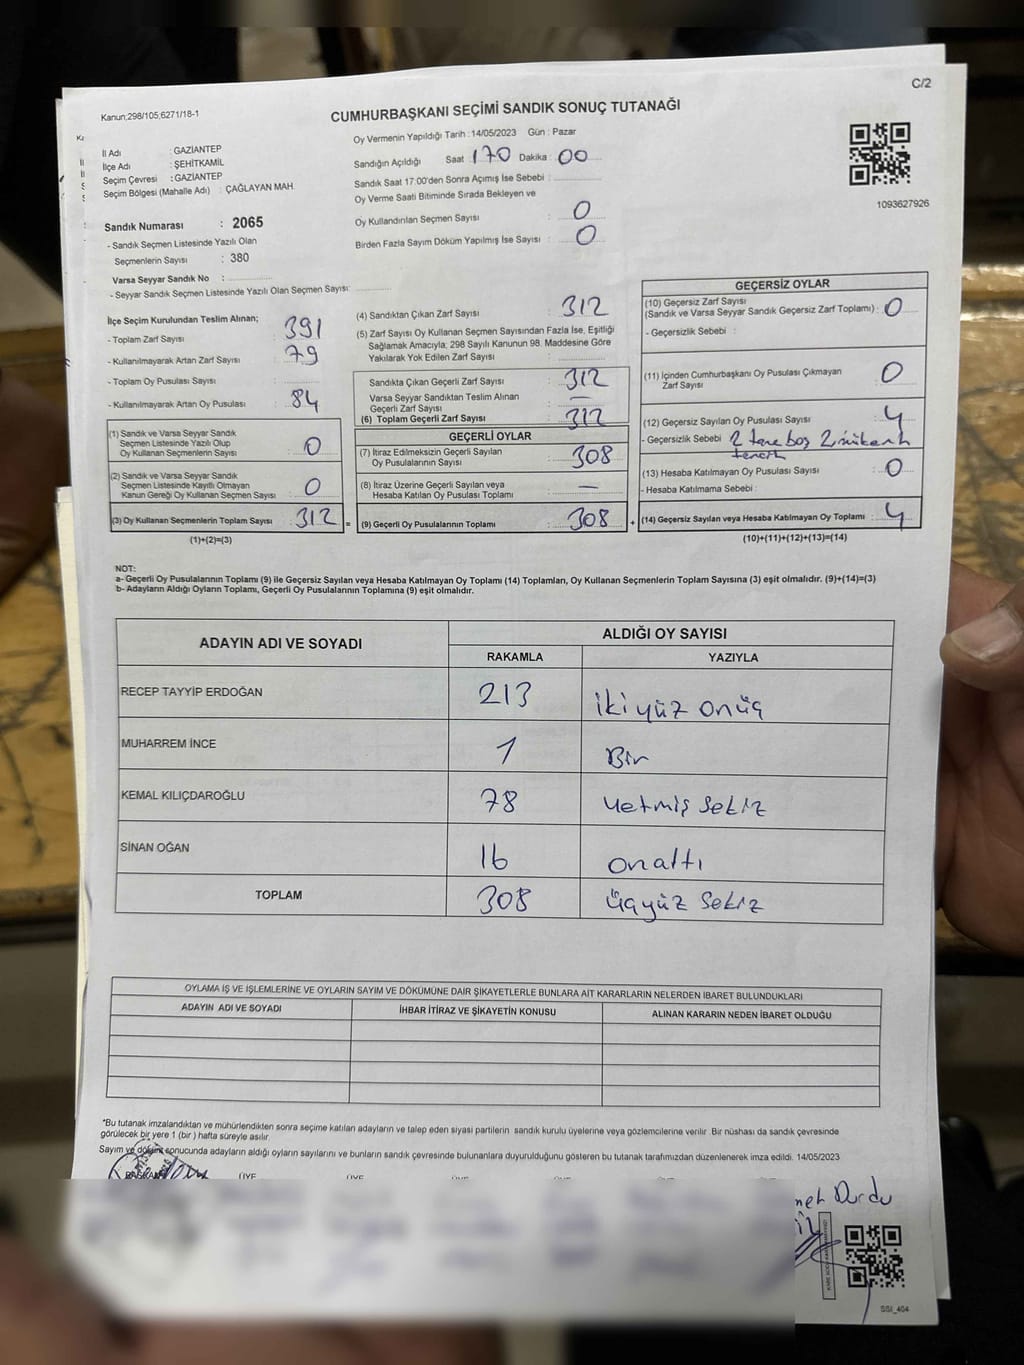 C/2
Kanun;298/105;6271/18-1
CUMHURBAŞKANI SEÇİMİ SANDIK SONUÇ TUTANAĞI
Oy Vermenin Yapıldığı Tarih : 14/05/2023 Gün : Pazar
İl Adı : GAZİANTEP
İlçe Adı : ŞEHİTKAMİL
Seçim Çevresi : GAZİANTEP
Seçim Bölgesi (Mahalle Adı) : ÇAĞLAYAN MAH.
Sandığın Açıldığı Saat 170 Dakika : 00
Sandık Saat 17:00'den Sonra Açımış İse Sebebi :
Oy Verme Saati Bitiminde Sırada Bekleyen ve
Oy Kullandırılan Seçmen Sayısı : 0
Birden Fazla Sayım Döküm Yapılmış İse Sayısı : 0
1093627926
Sandık Numarası : 2065
- Sandık Seçmen Listesinde Yazılı Olan
Seçmenlerin Sayısı : 380
Varsa Seyyar Sandık No :
- Seyyar Sandık Seçmen Listesinde Yazılı Olan Seçmen Sayısı:
İlçe Seçim Kurulundan Teslim Alınan;
- Toplam Zarf Sayısı : 391
- Kullanılmayarak Artan Zarf Sayısı : 79
- Toplam Oy Pusulası Sayısı :
- Kullanılmayarak Artan Oy Pusulası : 84
(1) Sandık ve Varsa Seyyar Sandık
Seçmen Listesinde Yazılı Olup
Oy Kullanan Seçmenlerin Sayısı : 0
(2) Sandık ve Varsa Seyyar Sandık
Seçmen Listesinde Kayıtlı Olmayan
Kanun Gereği Oy Kullanan Seçmen Sayısı : 0
(3) Oy Kullanan Seçmenlerin Toplam Sayısı : 312 =
(1)+(2)=(3)
(4) Sandıktan Çıkan Zarf Sayısı : 312
(5) Zarf Sayısı Oy Kullanan Seçmen Sayısından Fazla İse, Eşitliği
Sağlamak Amacıyla; 298 Sayılı Kanunun 98. Maddesine Göre
Yakılarak Yok Edilen Zarf Sayısı :
Sandıkta Çıkan Geçerli Zarf Sayısı : 312
Varsa Seyyar Sandıktan Teslim Alınan
Geçerli Zarf Sayısı : —
(6) Toplam Geçerli Zarf Sayısı : 312
GEÇERLİ OYLAR
(7) İtiraz Edilmeksizin Geçerli Sayılan
Oy Pusulalarının Sayısı : 308
(8) İtiraz Üzerine Geçerli Sayılan veya
Hesaba Katılan Oy Pusulası Toplamı : —
(9) Geçerli Oy Pusulalarının Toplamı : 308 +
GEÇERSİZ OYLAR
(10) Geçersiz Zarf Sayısı
(Sandık ve Varsa Seyyar Sandık Geçersiz Zarf Toplamı) : 0
- Geçersizlik Sebebi :
(11) İçinden Cumhurbaşkanı Oy Pusulası Çıkmayan
Zarf Sayısı : 0
(12) Geçersiz Sayılan Oy Pusulası Sayısı : 4
- Geçersizlik Sebebi : 2 tane boş 2
(13) Hesaba Katılmayan Oy Pusulası Sayısı : 0
- Hesaba Katılmama Sebebi :
(14) Geçersiz Sayılan veya Hesaba Katılmayan Oy Toplamı : 4
(10)+(11)+(12)+(13)=(14)
NOT:
a- Geçerli Oy Pusulalarının Toplamı (9) ile Geçersiz Sayılan veya Hesaba Katılmayan Oy Toplamı (14) Toplamları, Oy Kullanan Seçmenlerin Toplam Sayısına (3) eşit olmalıdır. (9)+(14)=(3)
b- Adayların Aldığı Oyların Toplamı, Geçerli Oy Pusulalarının Toplamına (9) eşit olmalıdır.
ADAYIN ADI VE SOYADI ALDIĞI OY SAYISI
RAKAMLA YAZIYLA
RECEP TAYYİP ERDOĞAN 213 ikiyüz onüç
MUHARREM İNCE 1 Bir
KEMAL KILIÇDAROĞLU 78 yetmiş sekiz
SİNAN OĞAN 16 onaltı
TOPLAM 308 üçyüz sekiz
OYLAMA İŞ VE İŞLEMLERİNE VE OYLARIN SAYIM VE DÖKÜMÜNE DAİR ŞİKAYETLERLE BUNLARA AİT KARARLARIN NELERDEN İBARET BULUNDUKLARI
ADAYIN ADI VE SOYADI İHBAR İTİRAZ VE ŞİKAYETİN KONUSU ALINAN KARARIN NEDEN İBARET OLDUĞU
*Bu tutanak imzalandıktan ve mühürlendikten sonra seçime katılan adayların ve talep eden siyasi partilerin sandık kurulu üyelerine veya gözlemcilerine verilir. Bir nüshası da sandık çevresinde
görülecek bir yere 1 (bir) hafta süreyle asılır.
Sayım ve döküm sonucunda adayların aldığı oyların sayılarını ve bunların sandık çevresinde bulunanlara duyurulduğunu gösteren bu tutanak tarafımızdan düzenlenerek imza edildi. 14/05/2023
BAŞKAN ÜYE ÜYE ÜYE ÜYE
met Durdu
SSI_404